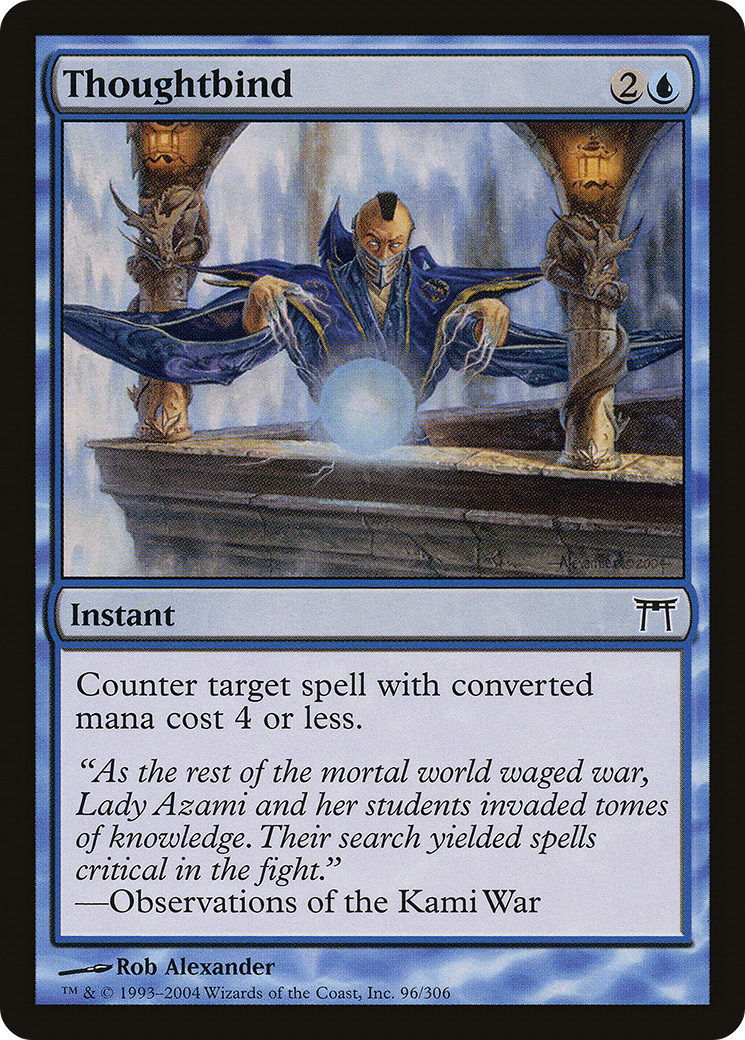 Thoughtbind
2
Alexander ©2004
Instant
Counter target spell with converted
mana cost 4 or less.
“As the rest of the mortal world waged war,
Lady Azami and her students invaded tomes
of knowledge. Their search yielded spells
critical in the fight.”
—Observations of the Kami War
Rob Alexander
™ & © 1993–2004 Wizards of the Coast, Inc. 96/306